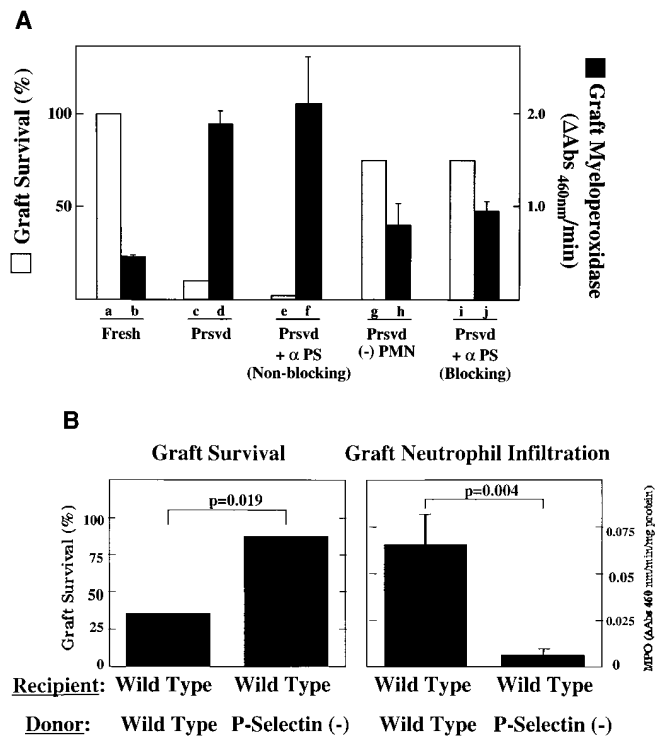 A
Graft Survival (%)
100
50
2.0
1.0
Graft Myeloperoxidase
(ΔAbs 460nm/min)
a b c d e f g h i j
Fresh Prsvd Prsvd Prsvd Prsvd
+ α PS (-) PMN + α PS
(Non-blocking) (Blocking)
B
Graft Survival
Graft Neutrophil Infiltration
Graft Survival (%)
100
75
50
25
0
p=0.019
p=0.004
0.075
0.05
0.025
0
MPO (ΔAbs 460 nm/min/mg protein)
Recipient: Wild Type Wild Type Wild Type Wild Type
Donor: Wild Type P-Selectin (-) Wild Type P-Selectin (-)